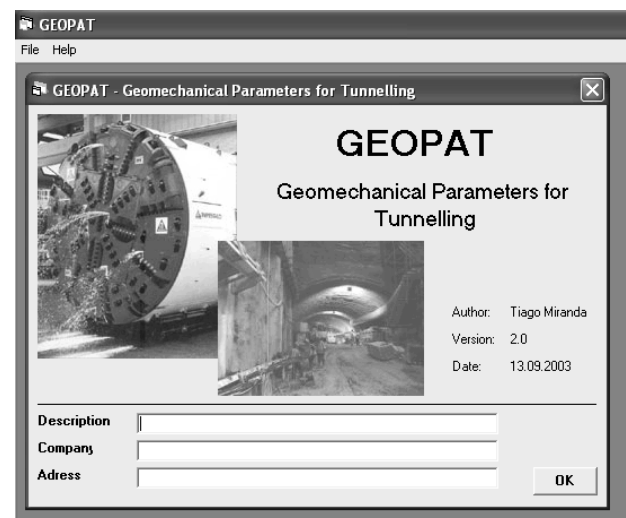 GEOPAT
File Help
GEOPAT - Geomechanical Parameters for Tunnelling
GEOPAT
Geomechanical Parameters for
Tunnelling
Author: Tiago Miranda
Version: 2.0
Date: 13.09.2003
Description
Company
Adress
OK